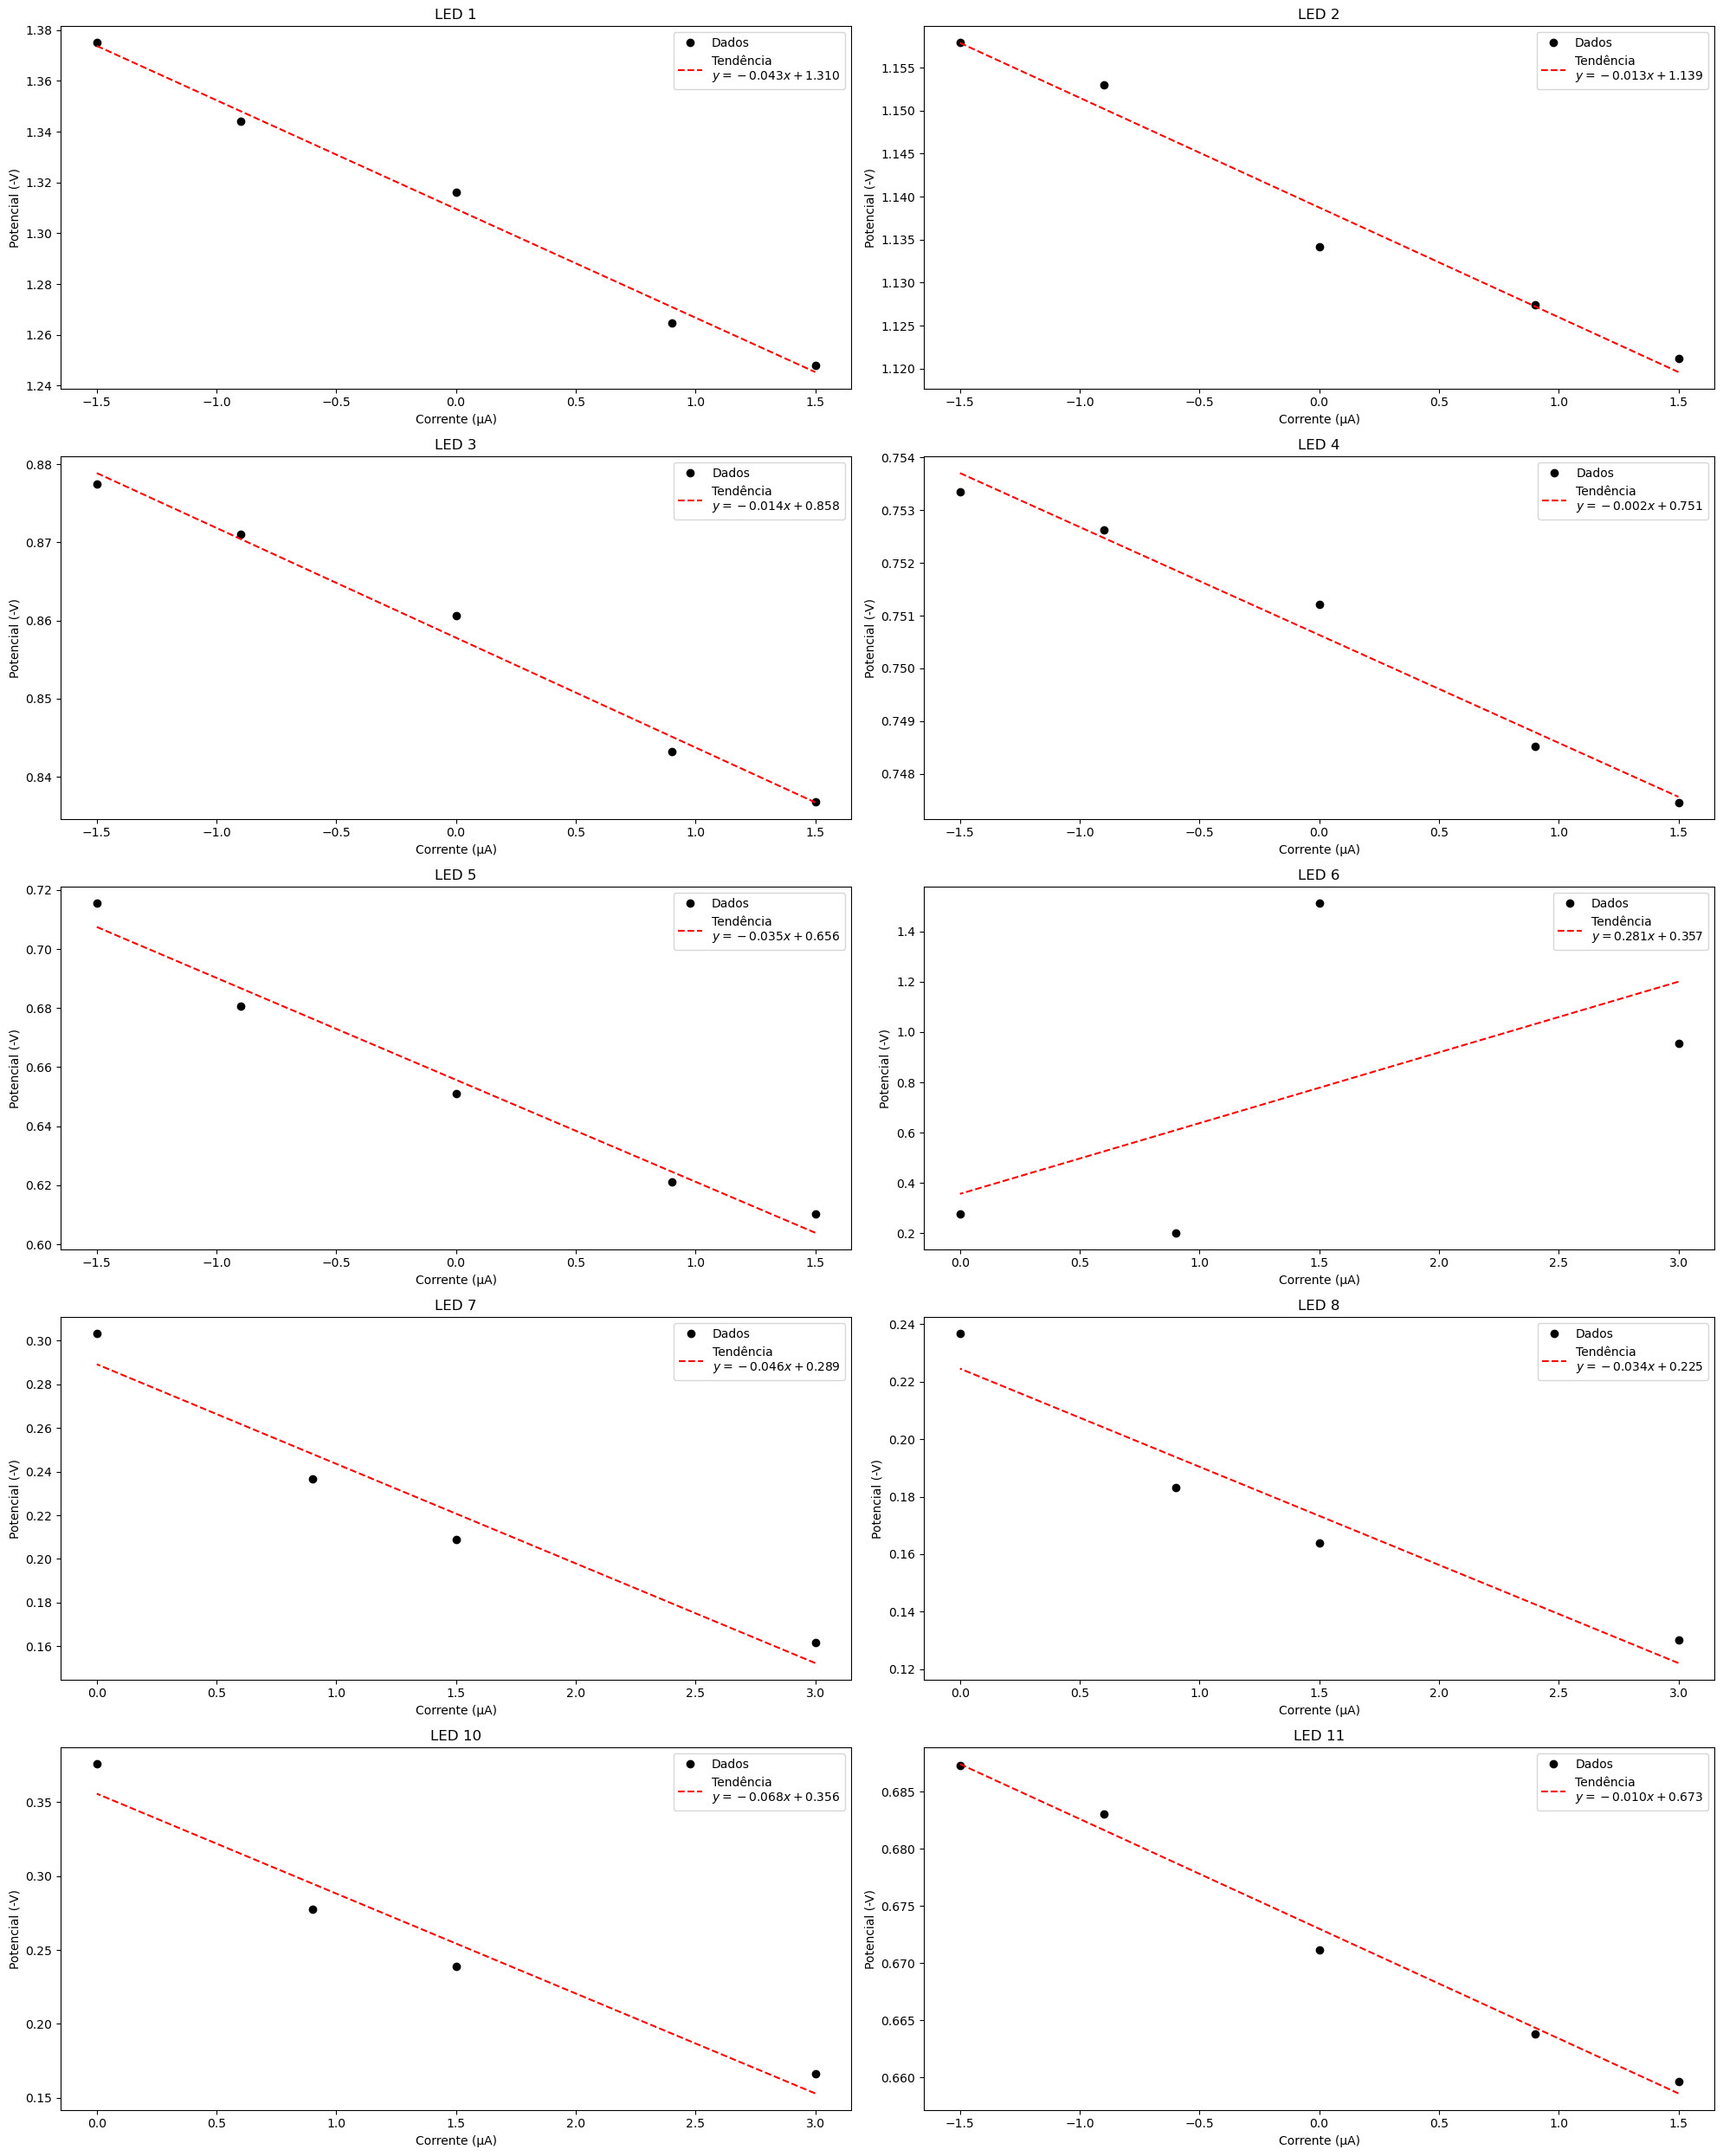 LED 1
1.38
1.36
1.34
1.32
1.30
1.28
1.26
1.24
Potencial (-V)
Dados
Tendência
y = −0.043x + 1.310
−1.5 −1.0 −0.5 0.0 0.5 1.0 1.5
Corrente (µA)
LED 2
1.155
1.150
1.145
1.140
1.135
1.130
1.125
1.120
Potencial (-V)
Dados
Tendência
y = −0.013x + 1.139
−1.5 −1.0 −0.5 0.0 0.5 1.0 1.5
Corrente (µA)
LED 3
0.88
0.87
0.86
0.85
0.84
Potencial (-V)
Dados
Tendência
y = −0.014x + 0.858
−1.5 −1.0 −0.5 0.0 0.5 1.0 1.5
Corrente (µA)
LED 4
0.754
0.753
0.752
0.751
0.750
0.749
0.748
Potencial (-V)
Dados
Tendência
y = −0.002x + 0.751
−1.5 −1.0 −0.5 0.0 0.5 1.0 1.5
Corrente (µA)
LED 5
0.72
0.70
0.68
0.66
0.64
0.62
0.60
Potencial (-V)
Dados
Tendência
y = −0.035x + 0.656
−1.5 −1.0 −0.5 0.0 0.5 1.0 1.5
Corrente (µA)
LED 6
1.4
1.2
1.0
0.8
0.6
0.4
0.2
Potencial (-V)
Dados
Tendência
y = 0.281x + 0.357
0.0 0.5 1.0 1.5 2.0 2.5 3.0
Corrente (µA)
LED 7
0.30
0.28
0.26
0.24
0.22
0.20
0.18
0.16
Potencial (-V)
Dados
Tendência
y = −0.046x + 0.289
0.0 0.5 1.0 1.5 2.0 2.5 3.0
Corrente (µA)
LED 8
0.24
0.22
0.20
0.18
0.16
0.14
0.12
Potencial (-V)
Dados
Tendência
y = −0.034x + 0.225
0.0 0.5 1.0 1.5 2.0 2.5 3.0
Corrente (µA)
LED 10
0.35
0.30
0.25
0.20
0.15
Potencial (-V)
Dados
Tendência
y = −0.068x + 0.356
0.0 0.5 1.0 1.5 2.0 2.5 3.0
Corrente (µA)
LED 11
0.685
0.680
0.675
0.670
0.665
0.660
Potencial (-V)
Dados
Tendência
y = −0.010x + 0.673
−1.5 −1.0 −0.5 0.0 0.5 1.0 1.5
Corrente (µA)